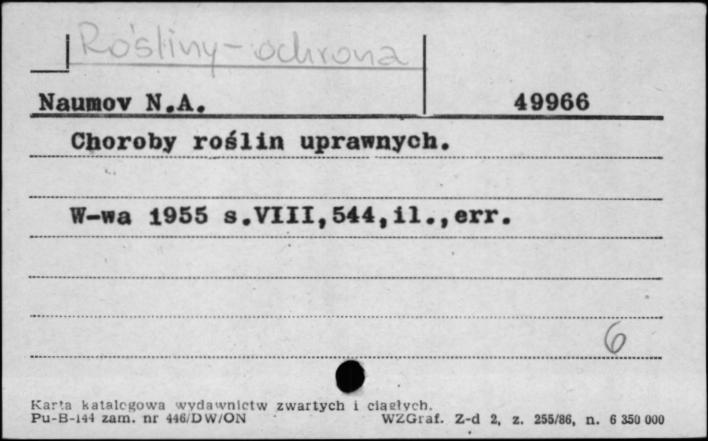 Rośliny - ochrona
Naumov N.A. 49966
Choroby roślin uprawnych.
W-wa 1955 s.VIII,544,il.,err.
6
Karta katalogowa wydawnictw zwartych i ciągłych.
Pu-B-144 zam. nr 446/DW/ON WZGraf. Z-d 2, z. 255/86, n. 6 350 000